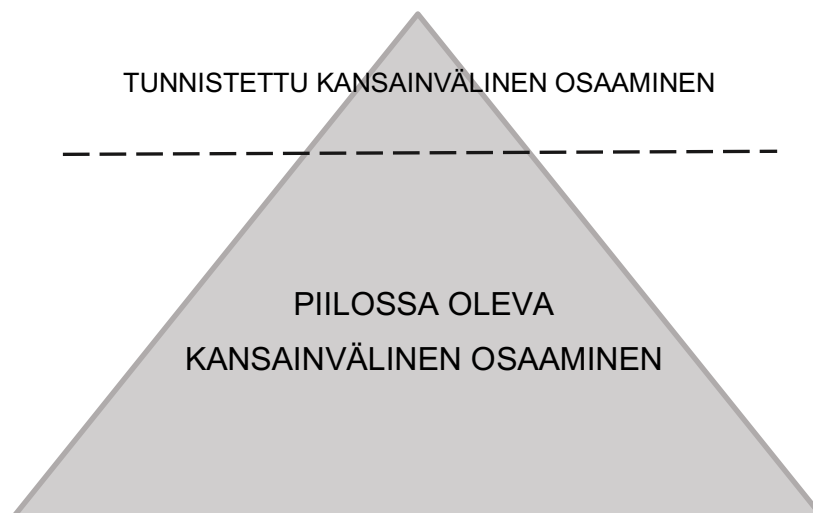 TUNNISTETTU KANSAINVÄLINEN OSAAMINEN
PIILOSSA OLEVA
KANSAINVÄLINEN OSAAMINEN